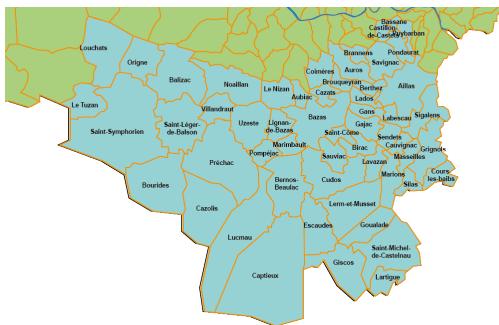 Bassane
Castillon-
de-Castets
Puybarban
Louchats
Pondaurat
Brannens
Savignac
Origne
Coimères
Auros
Balizac
Noaillan
Brouqueyran
Aillas
Le Nizan
Cazats
Berthez
Aubiac
Lados
Le Tuzan
Villandraut
Gans
Bazas
Labescau
Sigalens
Saint-Léger-
de-Balson
Uzeste
Lignan-
de-Bazas
Gajac
Saint-Symphorien
Saint-Côme
Sendets
Marimbault
Birac
Cauvignac
Grignols
Pompéjac
Sauviac
Masseilles
Préchac
Lavazan
Cours-
les-bains
Marions
Bourides
Bernos-
Beaulac
Cudos
Silas
Cazolis
Lerm-et-Musset
Escaudes
Goualade
Lucmau
Saint-Michel-
de-Castelnau
Giscos
Captieux
Lartigue